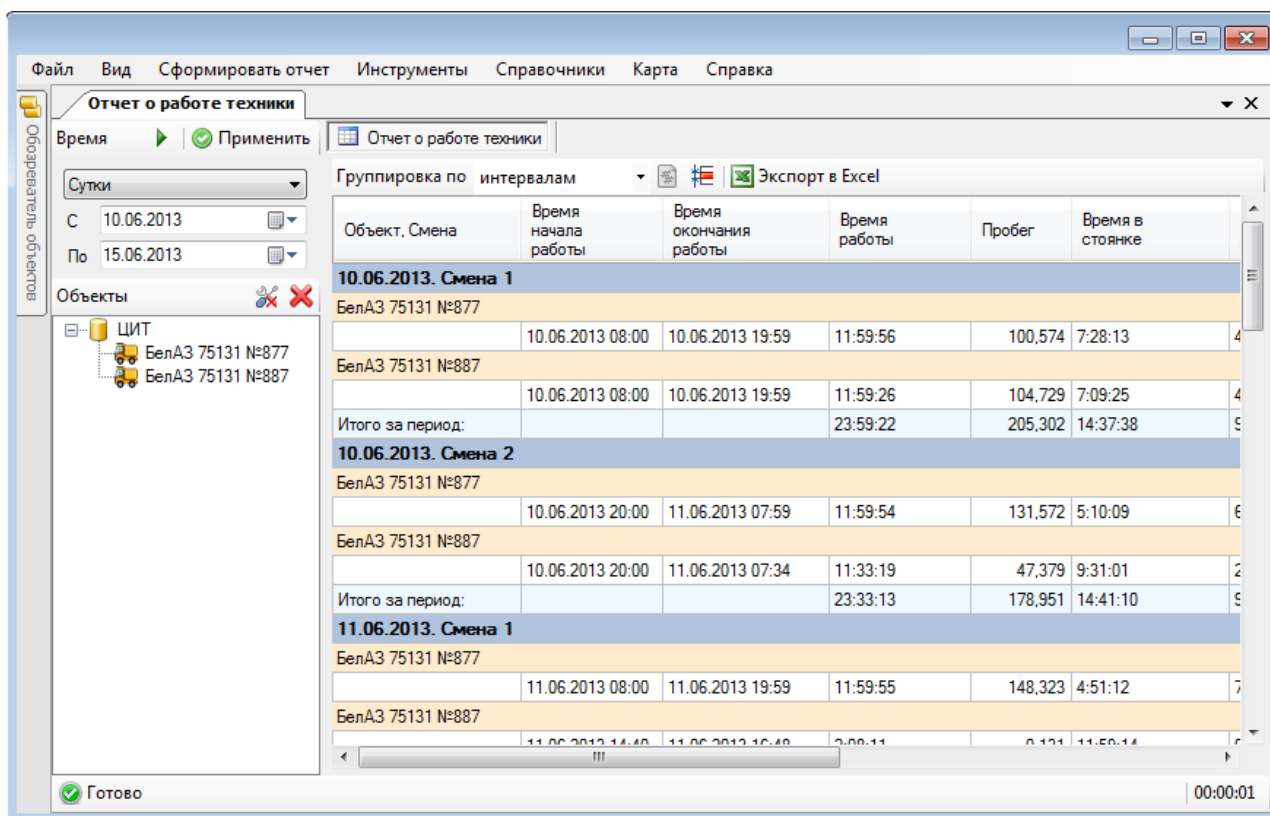 Файл Вид Сформировать отчет Инструменты Справочники Карта Справка
Обозреватель объектов
Отчет о работе техники
Время Применить Отчет о работе техники
Сутки
С 10.06.2013
По 15.06.2013
Объекты
ЦИТ
БелАЗ 75131 №877
БелАЗ 75131 №887
Группировка по интервалам Экспорт в Excel
Объект, Смена Время начала работы Время окончания работы Время работы Пробег Время в стоянке
10.06.2013. Смена 1
БелАЗ 75131 №877
10.06.2013 08:00 10.06.2013 19:59 11:59:56 100,574 7:28:13 4
БелАЗ 75131 №887
10.06.2013 08:00 10.06.2013 19:59 11:59:26 104,729 7:09:25 4
Итого за период: 23:59:22 205,302 14:37:38
10.06.2013. Смена 2
БелАЗ 75131 №877
10.06.2013 20:00 11.06.2013 07:59 11:59:54 131,572 5:10:09
БелАЗ 75131 №887
10.06.2013 20:00 11.06.2013 07:34 11:33:19 47,379 9:31:01 2
Итого за период: 23:33:13 178,951 14:41:10
11.06.2013. Смена 1
БелАЗ 75131 №877
11.06.2013 08:00 11.06.2013 19:59 11:59:55 148,323 4:51:12 7
БелАЗ 75131 №887
Готово 00:00:01